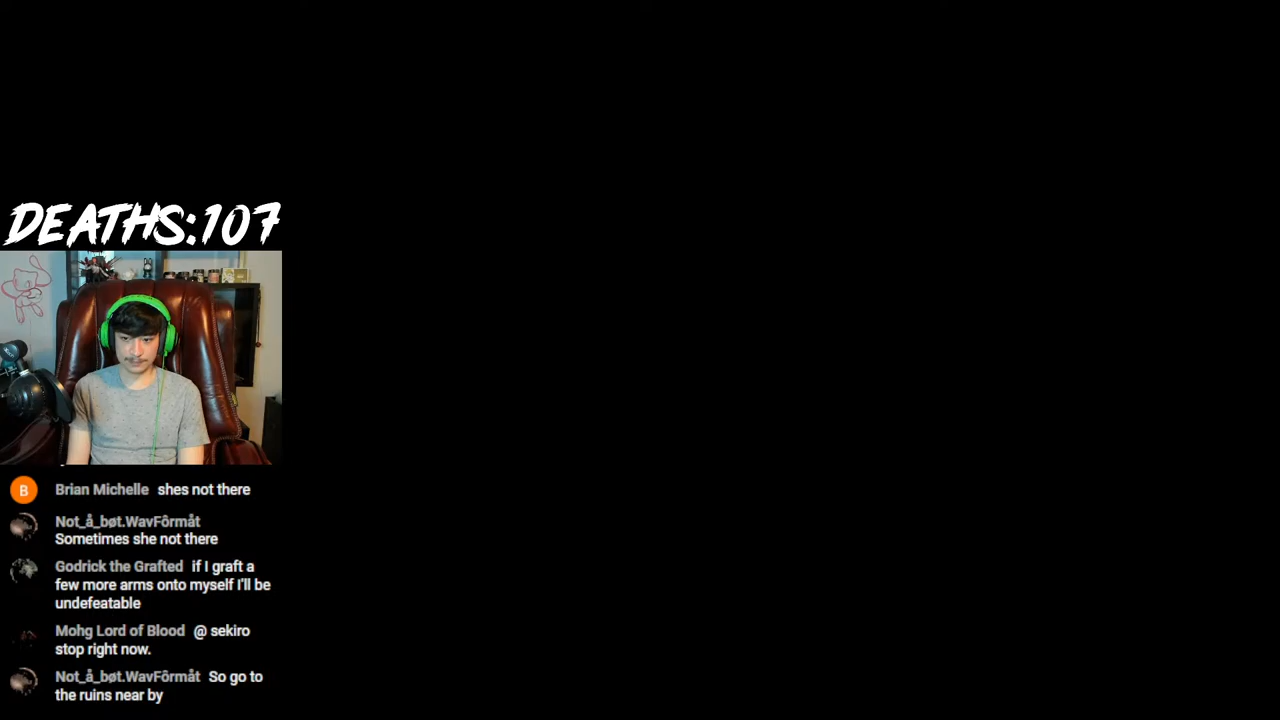 DEATHS:107
B Brian Michelle shes not there
Not_å_bøt.WavFôrmåt
Sometimes she not there
Godrick the Grafted if I graft a
few more arms onto myself I'll be
undefeatable
Mohg Lord of Blood @ sekiro
stop right now.
Not_å_bøt.WavFôrmåt So go to
the ruins near by